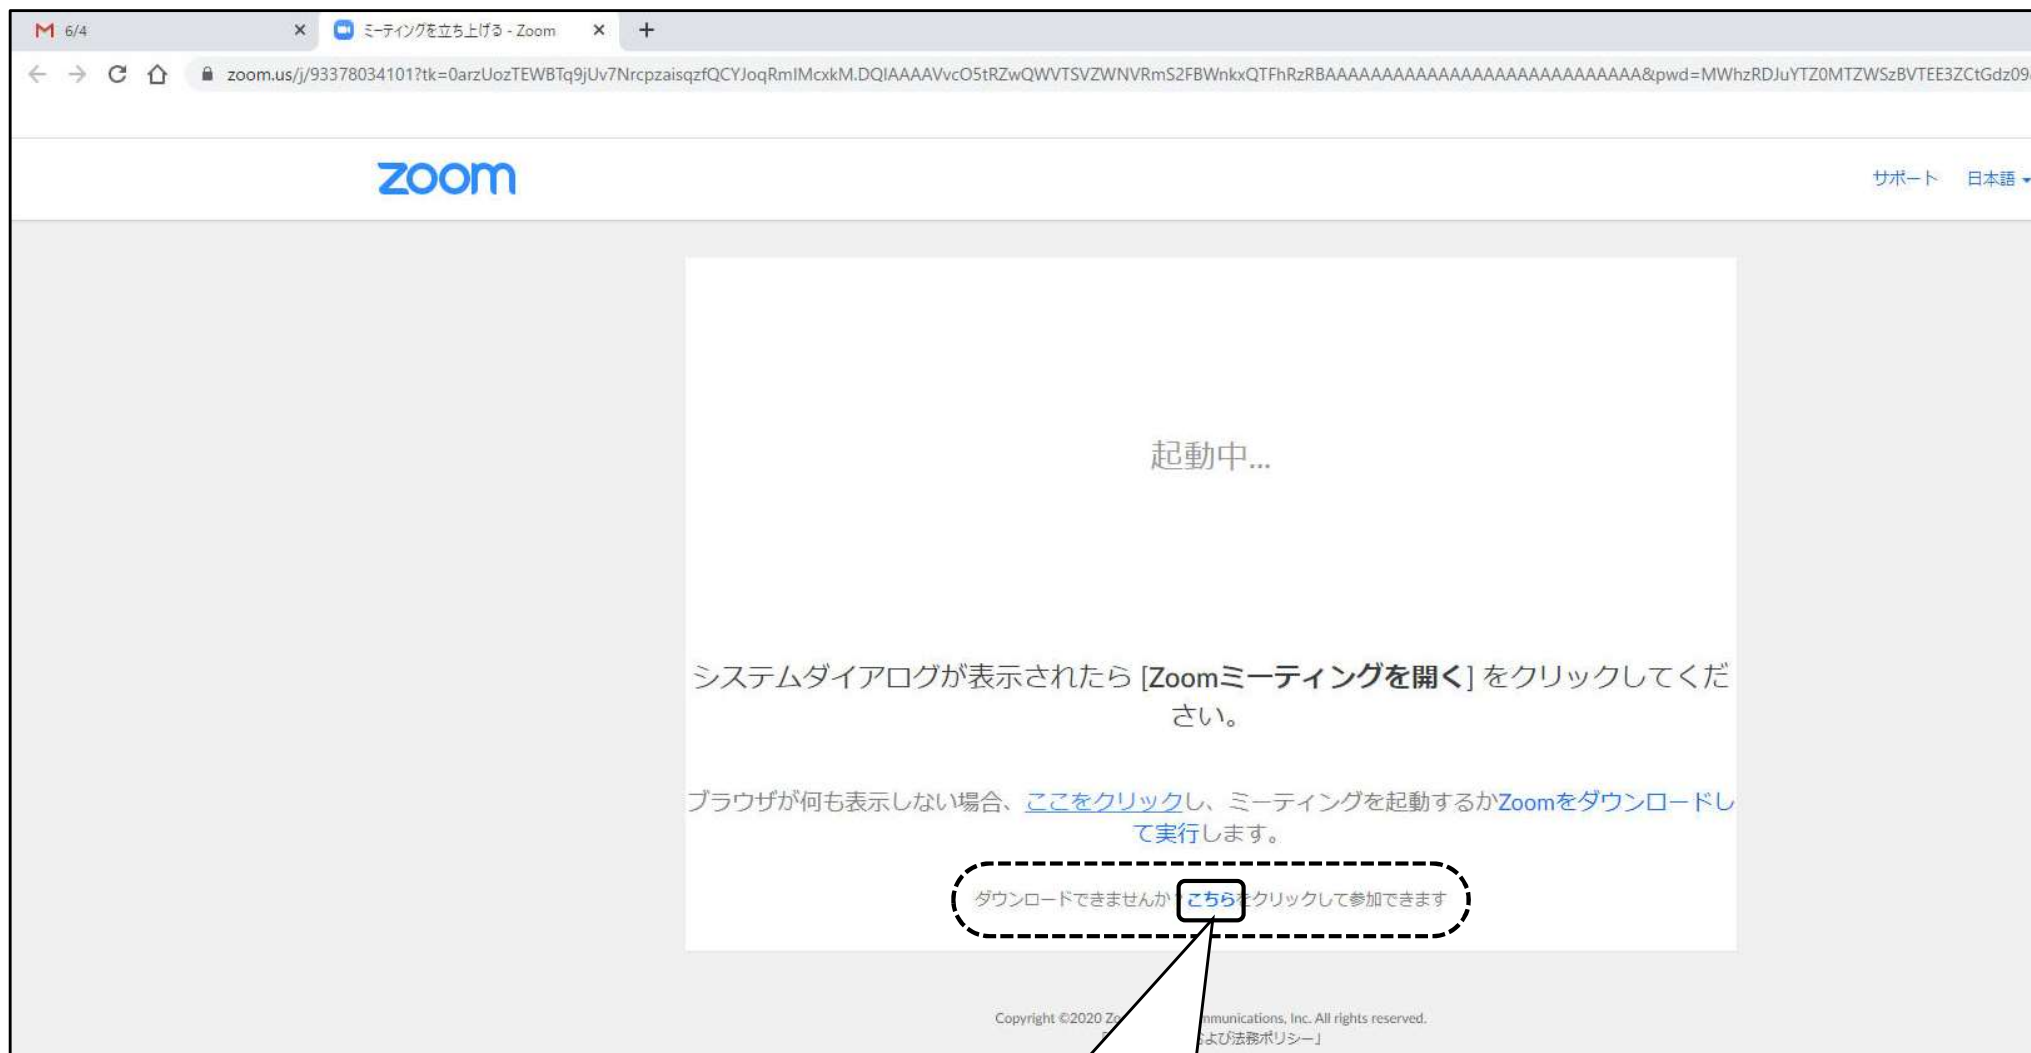 6/4
ミーティングを立ち上げる - Zoom
zoom.us/j/93378034101?tk=0arzUozTEWBTq9jUv7NrcpzaisqzfQCYJoqRmIMcxkM.DQIAAAAVvcO5tRZwQWVTSVZWNVRmS2FBWnkxQTFhRzRBAAAAAAAAAAAAAAAAAAAAAAAAAAAA&pwd=MWhzRDJuYTZ0MTZWSzBVTEE3ZCtGdz09
zoom
サポート 日本語
起動中...
システムダイアログが表示されたら [Zoomミーティングを開く] をクリックしてくだ
さい。
ブラウザが何も表示しない場合、ここをクリックし、ミーティングを起動するかZoomをダウンロードし
て実行します。
ダウンロードできませんか？こちらをクリックして参加できます
Copyright ©2020 mmunications, Inc. All rights reserved.
および法務ポリシー」